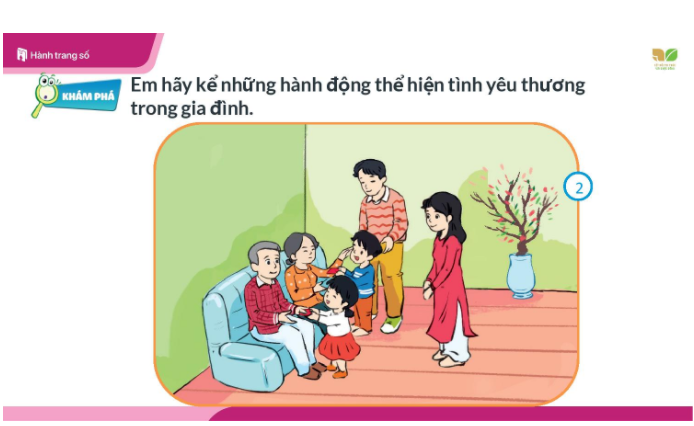 Hành trang số
KHÁM PHÁ
Em hãy kể những hành động thể hiện tình yêu thương
trong gia đình.
2